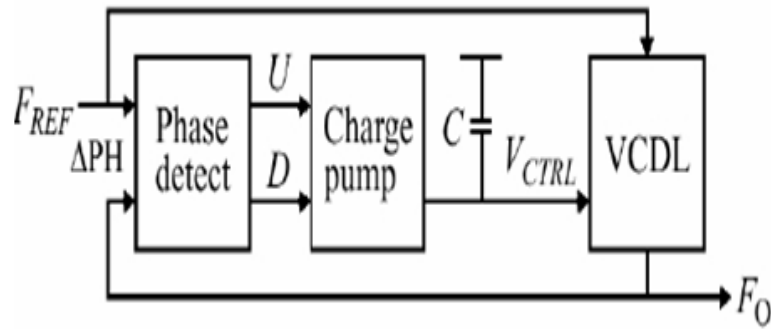 F_REF
ΔPH
Phase
detect
U
D
Charge
pump
C
V_CTRL
VCDL
F_O